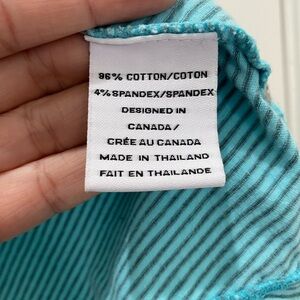 96% COTTON/COTON
4% SPANDEX/SPANDEX
DESIGNED IN
CANADA/
CRÉE AU CANADA
MADE IN THAILAND
FAIT EN THAILANDE